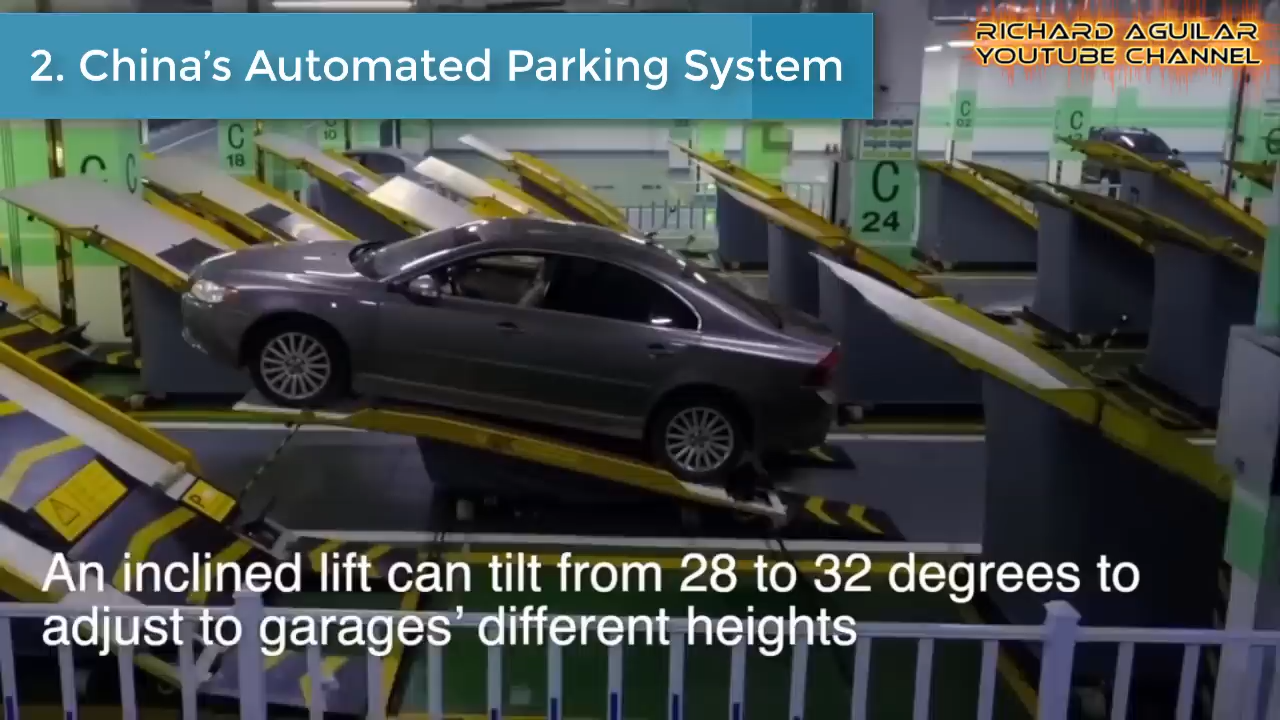 2. China’s Automated Parking System
RICHARD AGUILAR
YOUTUBE CHANNEL
C
10
C
18
C
C
C
02
C
C
24
P
An inclined lift can tilt from 28 to 32 degrees to
adjust to garages’ different heights